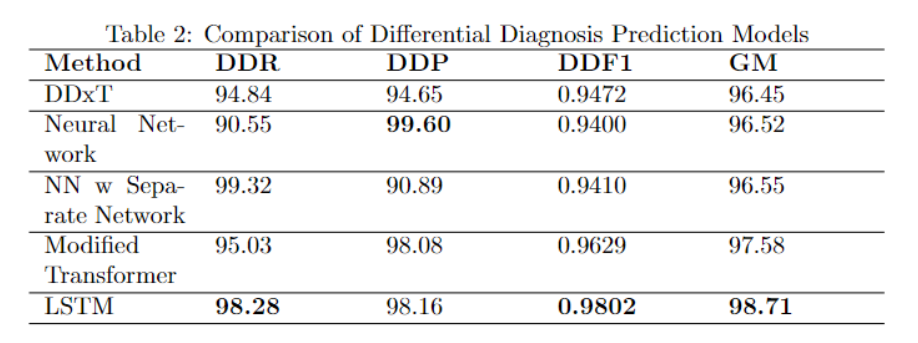 Table 2: Comparison of Differential Diagnosis Prediction Models
Method DDR DDP DDF1 GM
DDxT 94.84 94.65 0.9472 96.45
Neural Net- 90.55 99.60 0.9400 96.52
work
NN w Sepa- 99.32 90.89 0.9410 96.55
rate Network
Modified 95.03 98.08 0.9629 97.58
Transformer
LSTM 98.28 98.16 0.9802 98.71